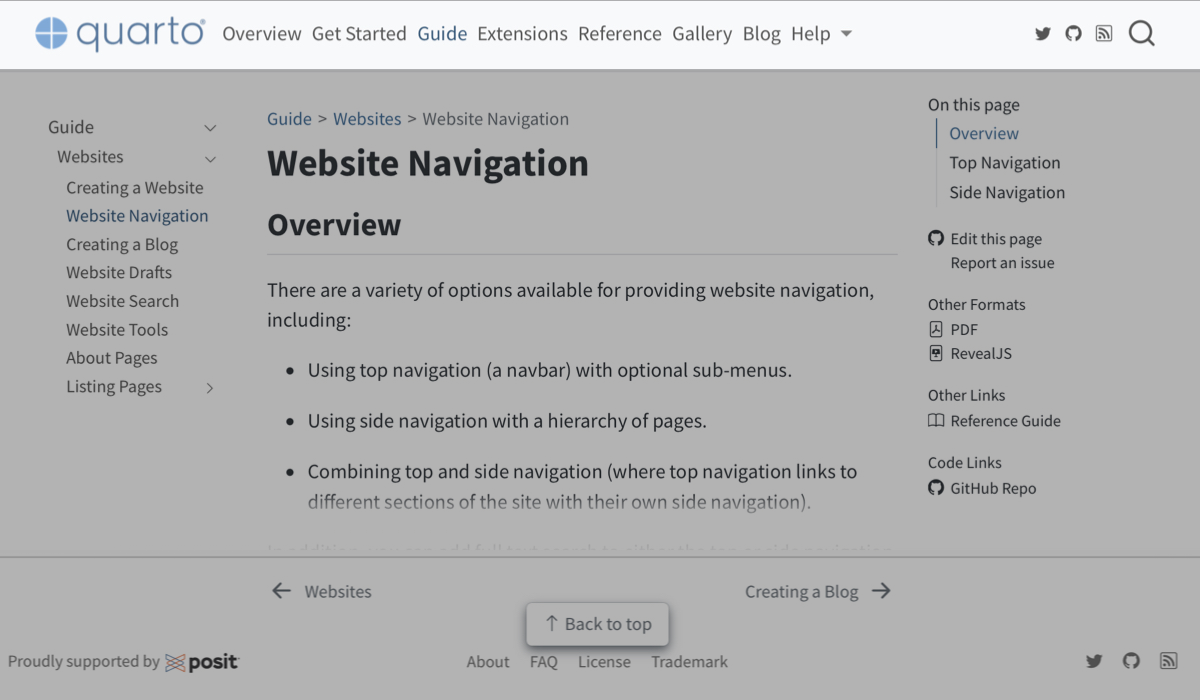 quarto Overview Get Started Guide Extensions Reference Gallery Blog Help
Guide
Websites
Creating a Website
Website Navigation
Creating a Blog
Website Drafts
Website Search
Website Tools
About Pages
Listing Pages
Guide > Websites > Website Navigation
Website Navigation
Overview
There are a variety of options available for providing website navigation,
including:
• Using top navigation (a navbar) with optional sub-menus.
• Using side navigation with a hierarchy of pages.
• Combining top and side navigation (where top navigation links to
different sections of the site with their own side navigation).
On this page
Overview
Top Navigation
Side Navigation
Edit this page
Report an issue
Other Formats
PDF
RevealJS
Other Links
Reference Guide
Code Links
GitHub Repo
← Websites
Creating a Blog →
↑ Back to top
Proudly supported by posit
About FAQ License Trademark